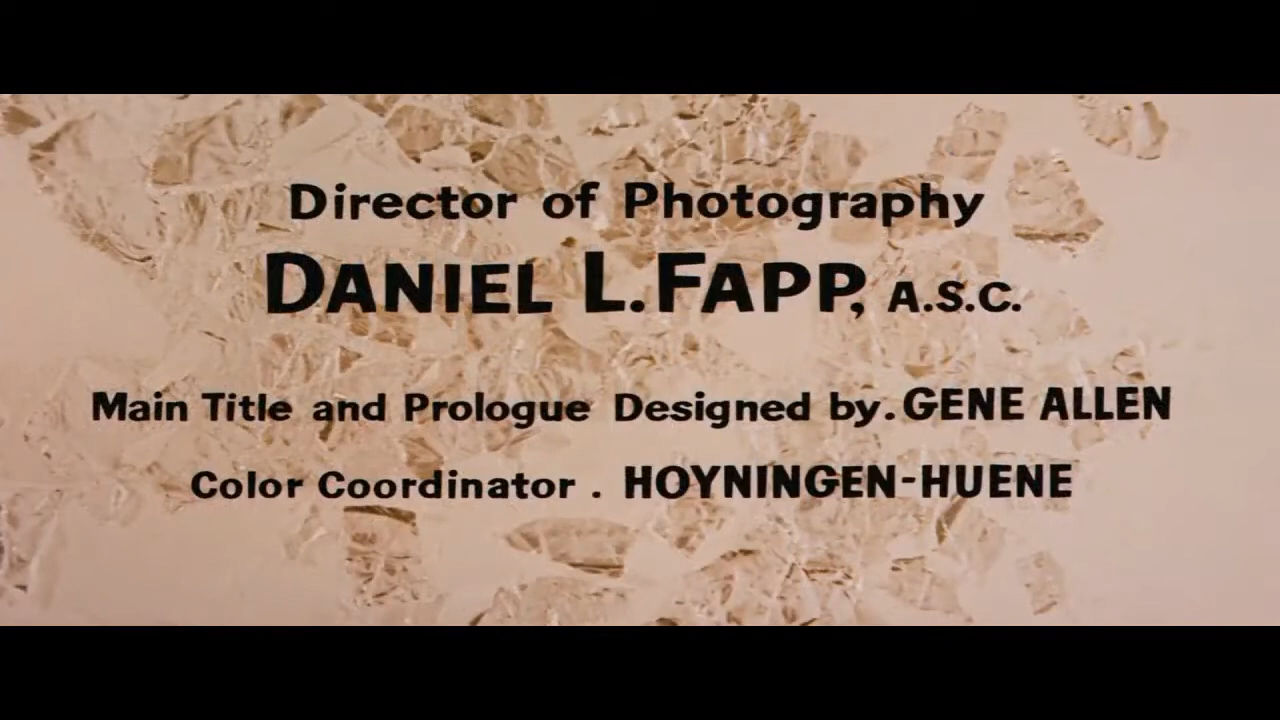 Director of Photography
DANIEL L. FAPP, A.S.C.
Main Title and Prologue Designed by. GENE ALLEN
Color Coordinator . HOYNINGEN-HUENE